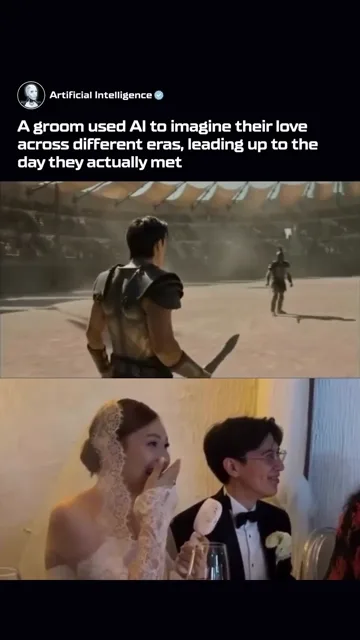 Artificial Intelligence
A groom used AI to imagine their love
across different eras, leading up to the
day they actually met